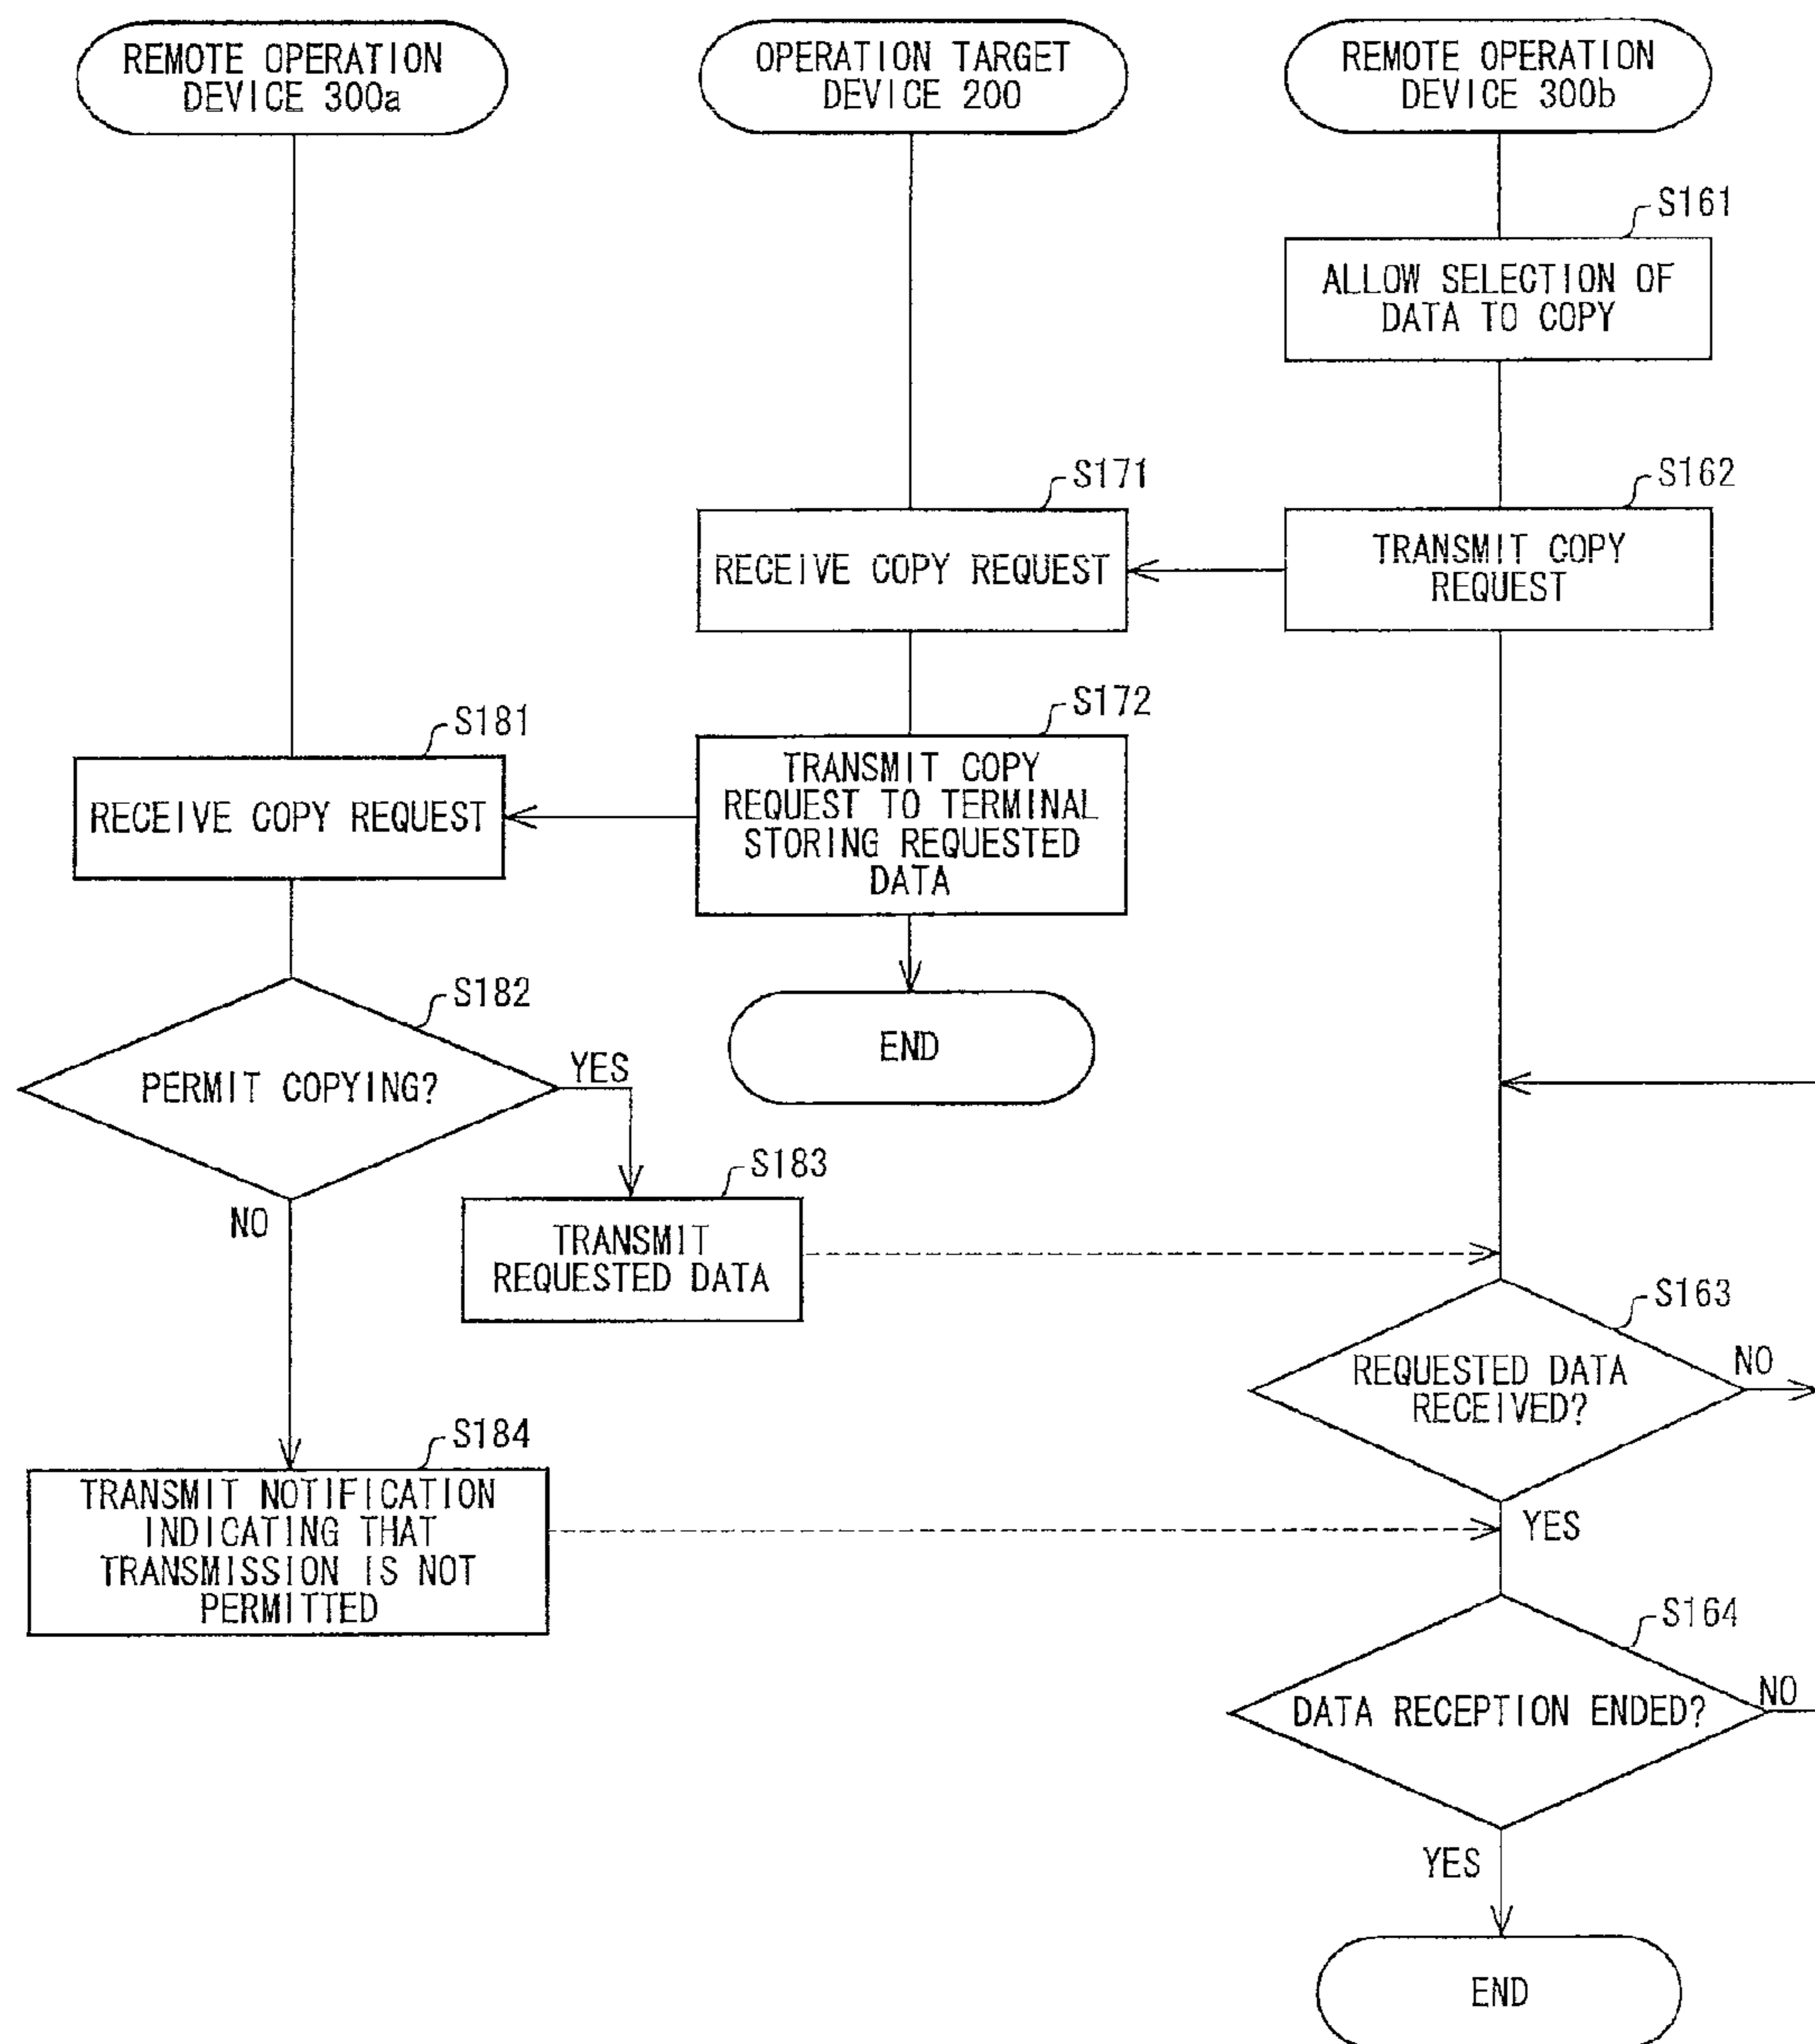 REMOTE OPERATION
DEVICE 300a
OPERATION TARGET
DEVICE 200
REMOTE OPERATION
DEVICE 300b
S161
ALLOW SELECTION OF
DATA TO COPY
S171
RECEIVE COPY REQUEST
S162
TRANSMIT COPY
REQUEST
S181
RECEIVE COPY REQUEST
S172
TRANSMIT COPY
REQUEST TO TERMINAL
STORING REQUESTED
DATA
END
S182
PERMIT COPYING?
YES
NO
S183
TRANSMIT
REQUESTED DATA
S163
REQUESTED DATA
RECEIVED?
NO
YES
S184
TRANSMIT NOTIFICATION
INDICATING THAT
TRANSMISSION IS NOT
PERMITTED
S164
DATA RECEPTION ENDED?
NO
YES
END